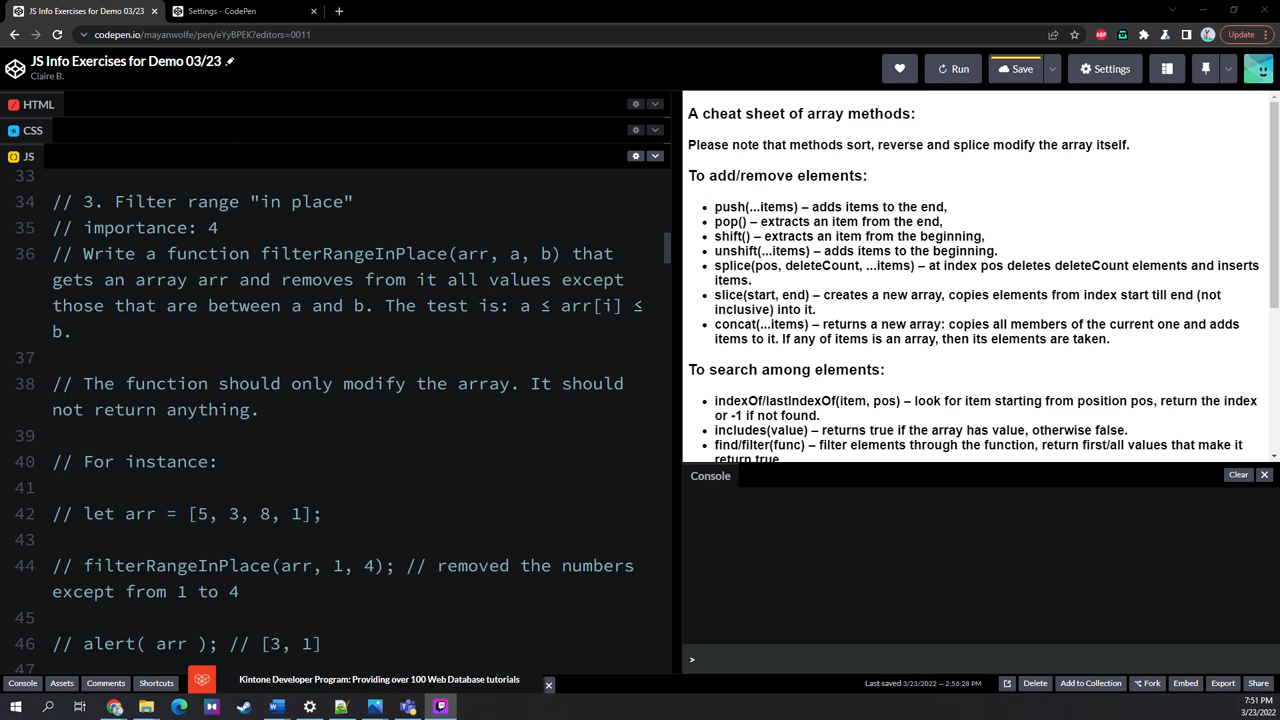 JS Info Exercises for Demo 03/23
Settings - CodePen
codepen.io/mayanwolfe/pen/eYyBPEK?editors=0011
Update
JS Info Exercises for Demo 03/23
Claire B.
Run
Save
Settings
HTML
CSS
JS
33
34 // 3. Filter range "in place"
35 // importance: 4
36 // Write a function filterRangeInPlace(arr, a, b) that
gets an array arr and removes from it all values except
those that are between a and b. The test is: a ≤ arr[i] ≤
b.
37
38 // The function should only modify the array. It should
not return anything.
39
40 // For instance:
41
42 // let arr = [5, 3, 8, 1];
43
44 // filterRangeInPlace(arr, 1, 4); // removed the numbers
except from 1 to 4
45
46 // alert( arr ); // [3, 1]
47
A cheat sheet of array methods:
Please note that methods sort, reverse and splice modify the array itself.
To add/remove elements:
• push(...items) – adds items to the end,
• pop() – extracts an item from the end,
• shift() – extracts an item from the beginning,
• unshift(...items) – adds items to the beginning.
• splice(pos, deleteCount, ...items) – at index pos deletes deleteCount elements and inserts
items.
• slice(start, end) – creates a new array, copies elements from index start till end (not
inclusive) into it.
• concat(...items) – returns a new array: copies all members of the current one and adds
items to it. If any of items is an array, then its elements are taken.
To search among elements:
• indexOf/lastIndexOf(item, pos) – look for item starting from position pos, return the index
or -1 if not found.
• includes(value) – returns true if the array has value, otherwise false.
• find/filter(func) – filter elements through the function, return first/all values that make it
return true.
Console
Clear
>
Console
Assets
Comments
Shortcuts
Kintone Developer Program: Providing over 100 Web Database tutorials
Last saved 3/23/2022 — 2:56:28 PM
Delete
Add to Collection
Fork
Embed
Export
Share
7:51 PM
3/23/2022